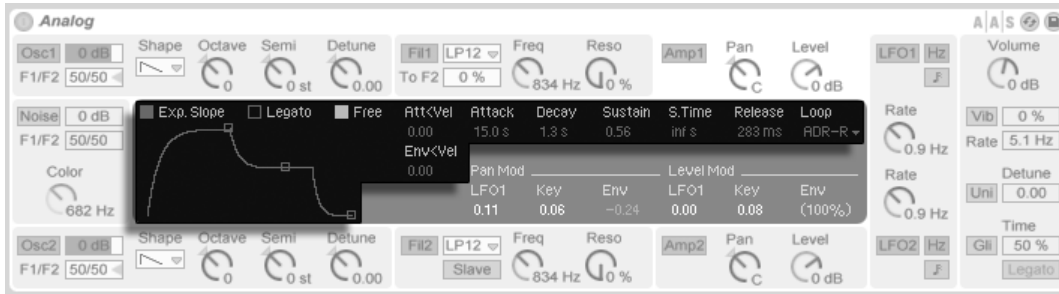 Analog
A|A|S
Osc1 0 dB Shape Octave Semi Detune
F1/F2 50/50 0 0 st 0.00
Fil1 LP12 Freq Reso
To F2 0 % 834 Hz 0 %
Amp1 Pan Level
C 0 dB
LFO1 Hz
Volume
0 dB
Noise 0 dB
F1/F2 50/50
Color
682 Hz
Exp. Slope Legato Free Att<Vel Attack Decay Sustain S.Time Release Loop
0.00 15.0 s 1.3 s 0.56 inf s 283 ms ADR-R
Env<Vel
0.00
Pan Mod Level Mod
LFO1 Key Env LFO1 Key Env
0.11 0.06 -0.24 0.00 0.08 (100%)
Rate
0.9 Hz
Rate
0.9 Hz
Vib 0 %
Rate 5.1 Hz
Detune
Uni 0.00
Time
Gli 50 %
Legato
Osc2 0 dB Shape Octave Semi Detune
F1/F2 50/50 0 0 st 0.00
Fil2 LP12 Freq Reso
Slave 834 Hz 0 %
Amp2 Pan Level
C 0 dB
LFO2 Hz